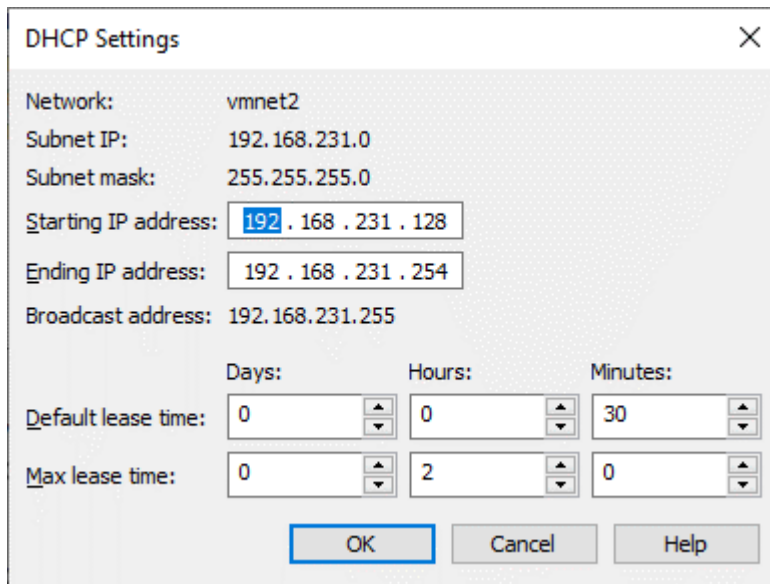 DHCP Settings
Network: vmnet2
Subnet IP: 192.168.231.0
Subnet mask: 255.255.255.0
Starting IP address: 192 . 168 . 231 . 128
Ending IP address: 192 . 168 . 231 . 254
Broadcast address: 192.168.231.255
Days: Hours: Minutes:
Default lease time: 0 0 30
Max lease time: 0 2 0
OK Cancel Help